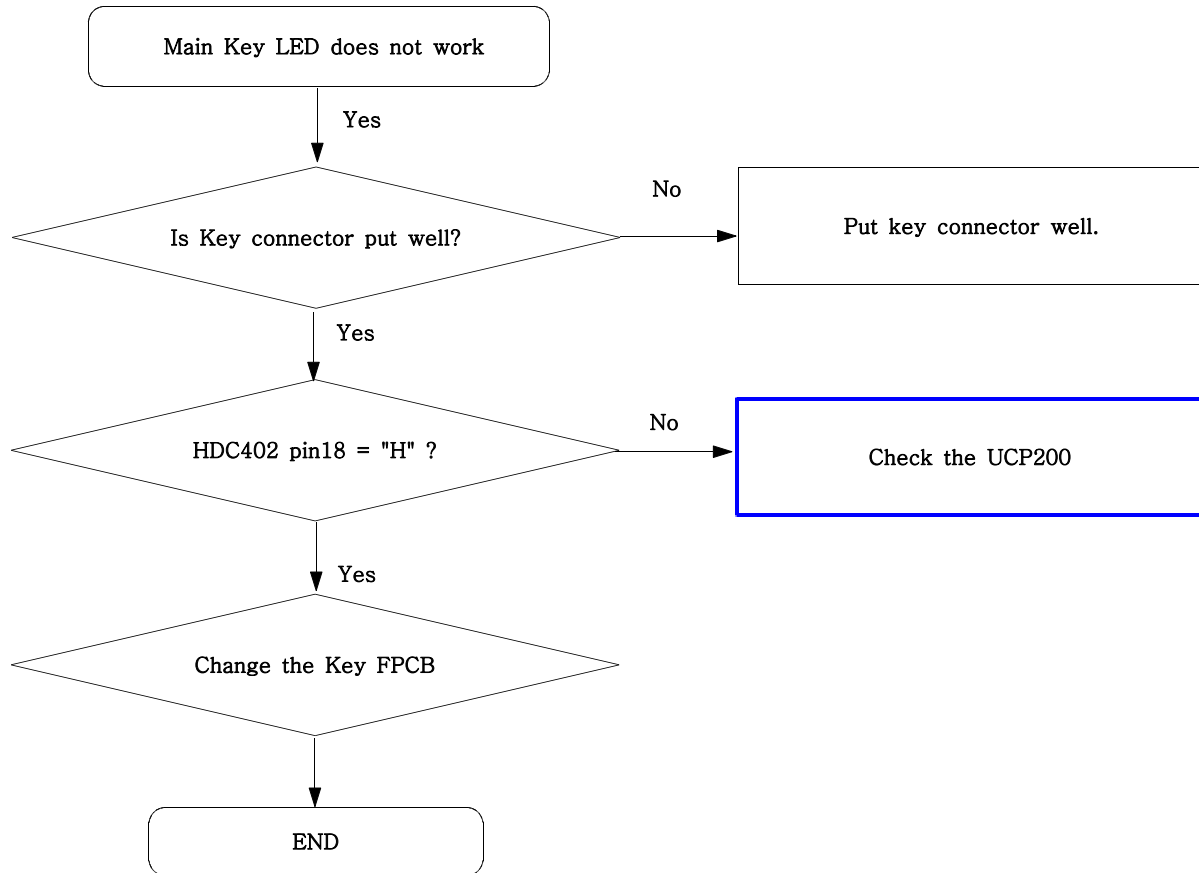 Main Key LED does not work
Yes
Is Key connector put well?
No
Put key connector well.
Yes
HDC402 pin18 = "H" ?
No
Check the UCP200
Yes
Change the Key FPCB
END